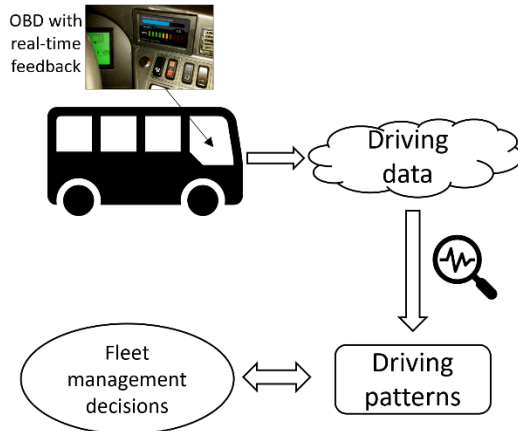 OBD with
real-time
feedback
Driving
data
Fleet
management
decisions
Driving
patterns